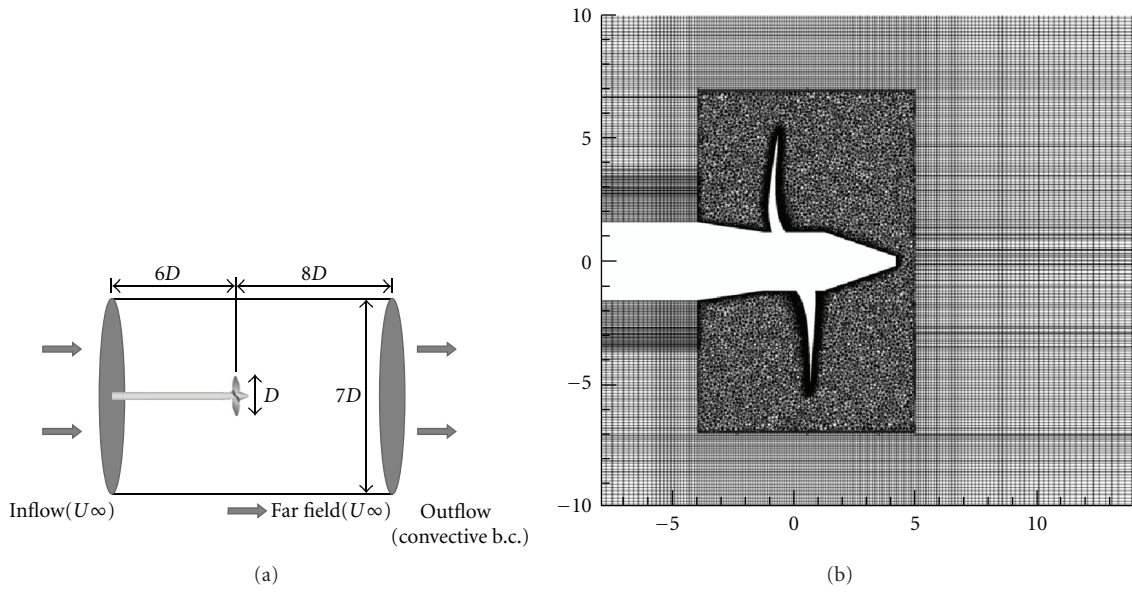 6D
8D
D
7D
Inflow(U∞)
Far field(U∞)
Outflow
(convective b.c.)
(a)
10
5
0
−5
−10
−5
0
5
10
(b)